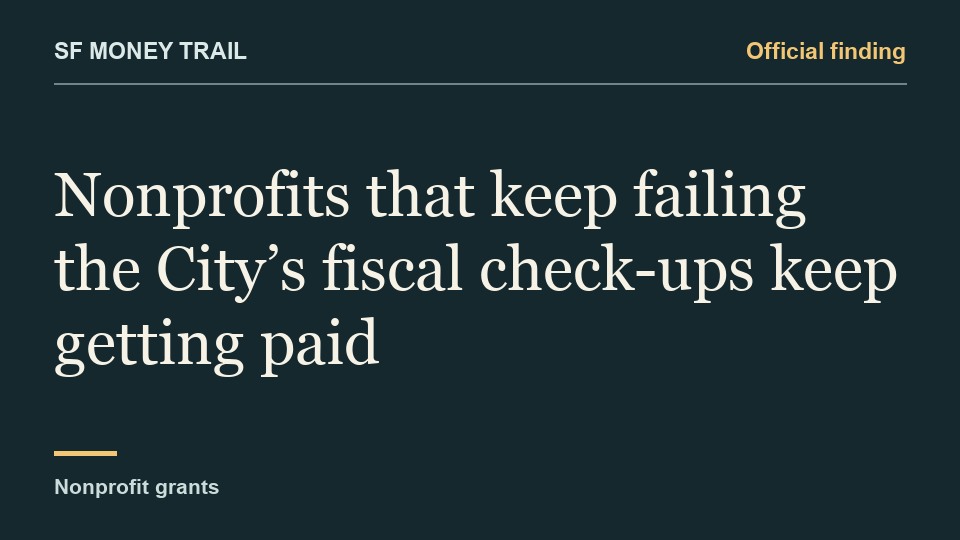 SF MONEY TRAIL
Official finding
Nonprofits that keep failing
the City’s fiscal check-ups keep
getting paid
Nonprofit grants